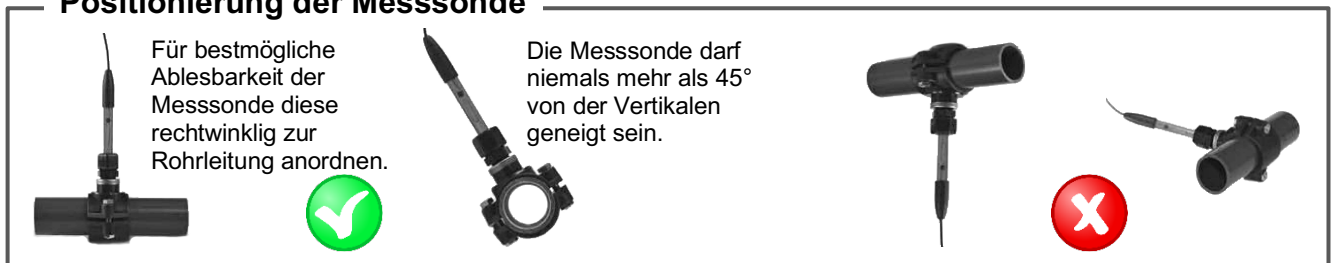 Positionierung der Messsonde
Für bestmögliche
Ablesbarkeit der
Messsonde diese
rechtwinklig zur
Rohrleitung anordnen.
Die Messsonde darf
niemals mehr als 45°
von der Vertikalen
geneigt sein.